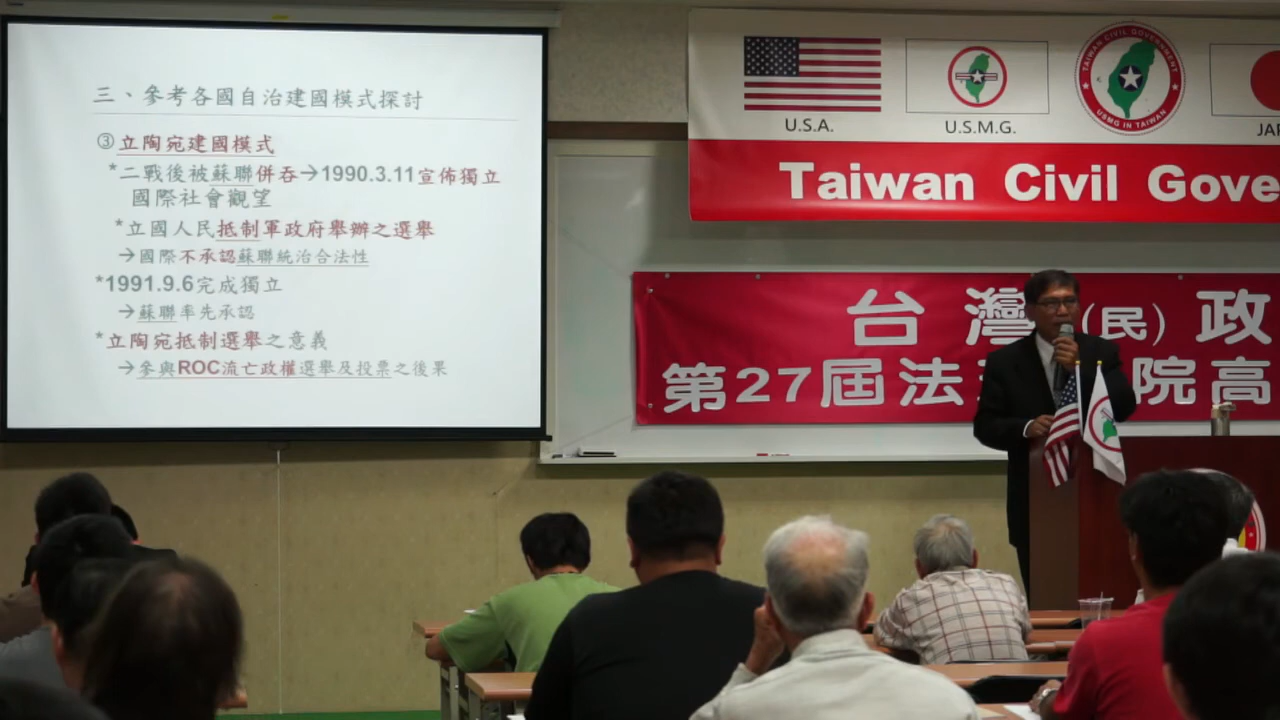 三、參考各國自治建國模式探討
③立陶宛建國模式
*二戰後被蘇聯併吞→1990.3.11宣佈獨立
國際社會觀望
*立國人民抵制軍政府舉辦之選舉
→國際不承認蘇聯統治合法性
*1991.9.6完成獨立
→蘇聯率先承認
*立陶宛抵制選舉之意義
→參與ROC流亡政權選舉及投票之後果
TAIWAN CIVIL GOVERNMENT
USMG IN TAIWAN
U.S.A.
U.S.M.G.
JAP
Taiwan Civil Gove
台灣(民)政
第27屆法 院高